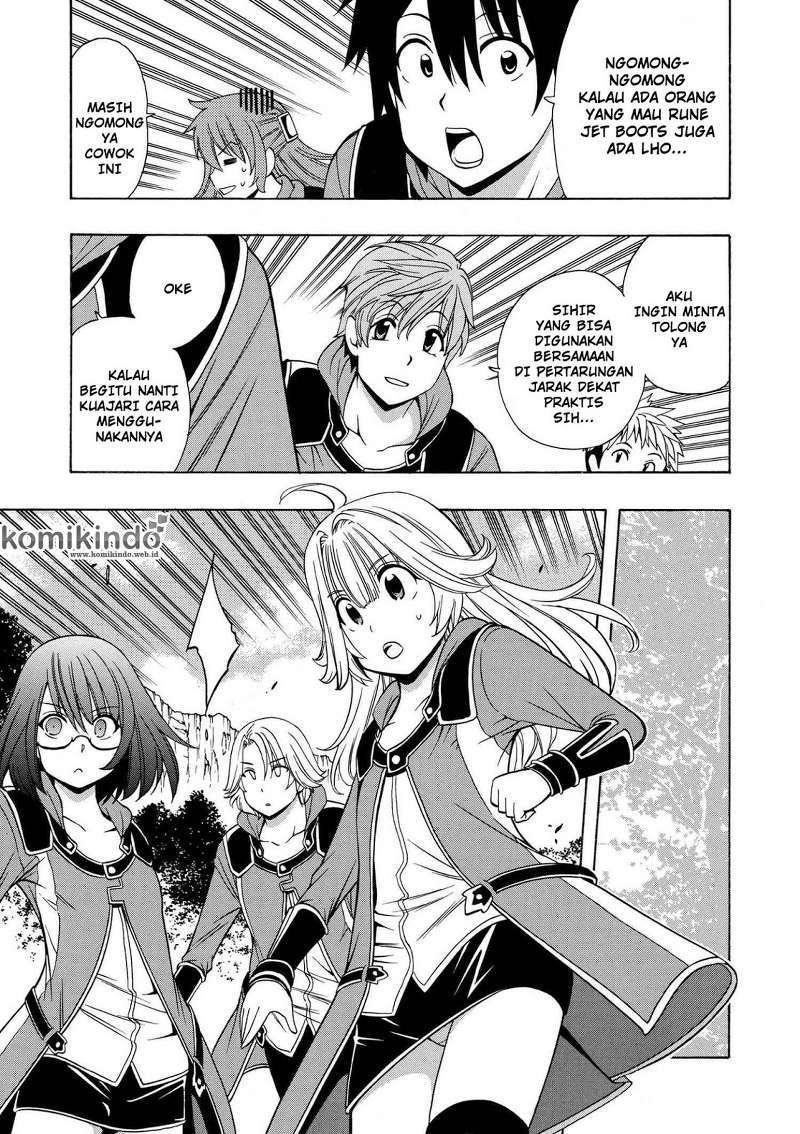 NGOMONG-
NGOMONG
KALAU ADA ORANG
YANG MAU RUNE
JET BOOTS JUGA
ADA LHO...
MASIH
NGOMONG
YA
COWOK
INI
AKU
INGIN MINTA
TOLONG
YA
SIHIR
YANG BISA
DIGUNAKAN
BERSAMAAN
DI PERTARUNGAN
JARAK DEKAT
PRAKTIS
SIH...
OKE
KALAU
BEGITU NANTI
KUAJARI CARA
MENGGU-
NAKANNYA
komikindo
www.komikindo.web.id